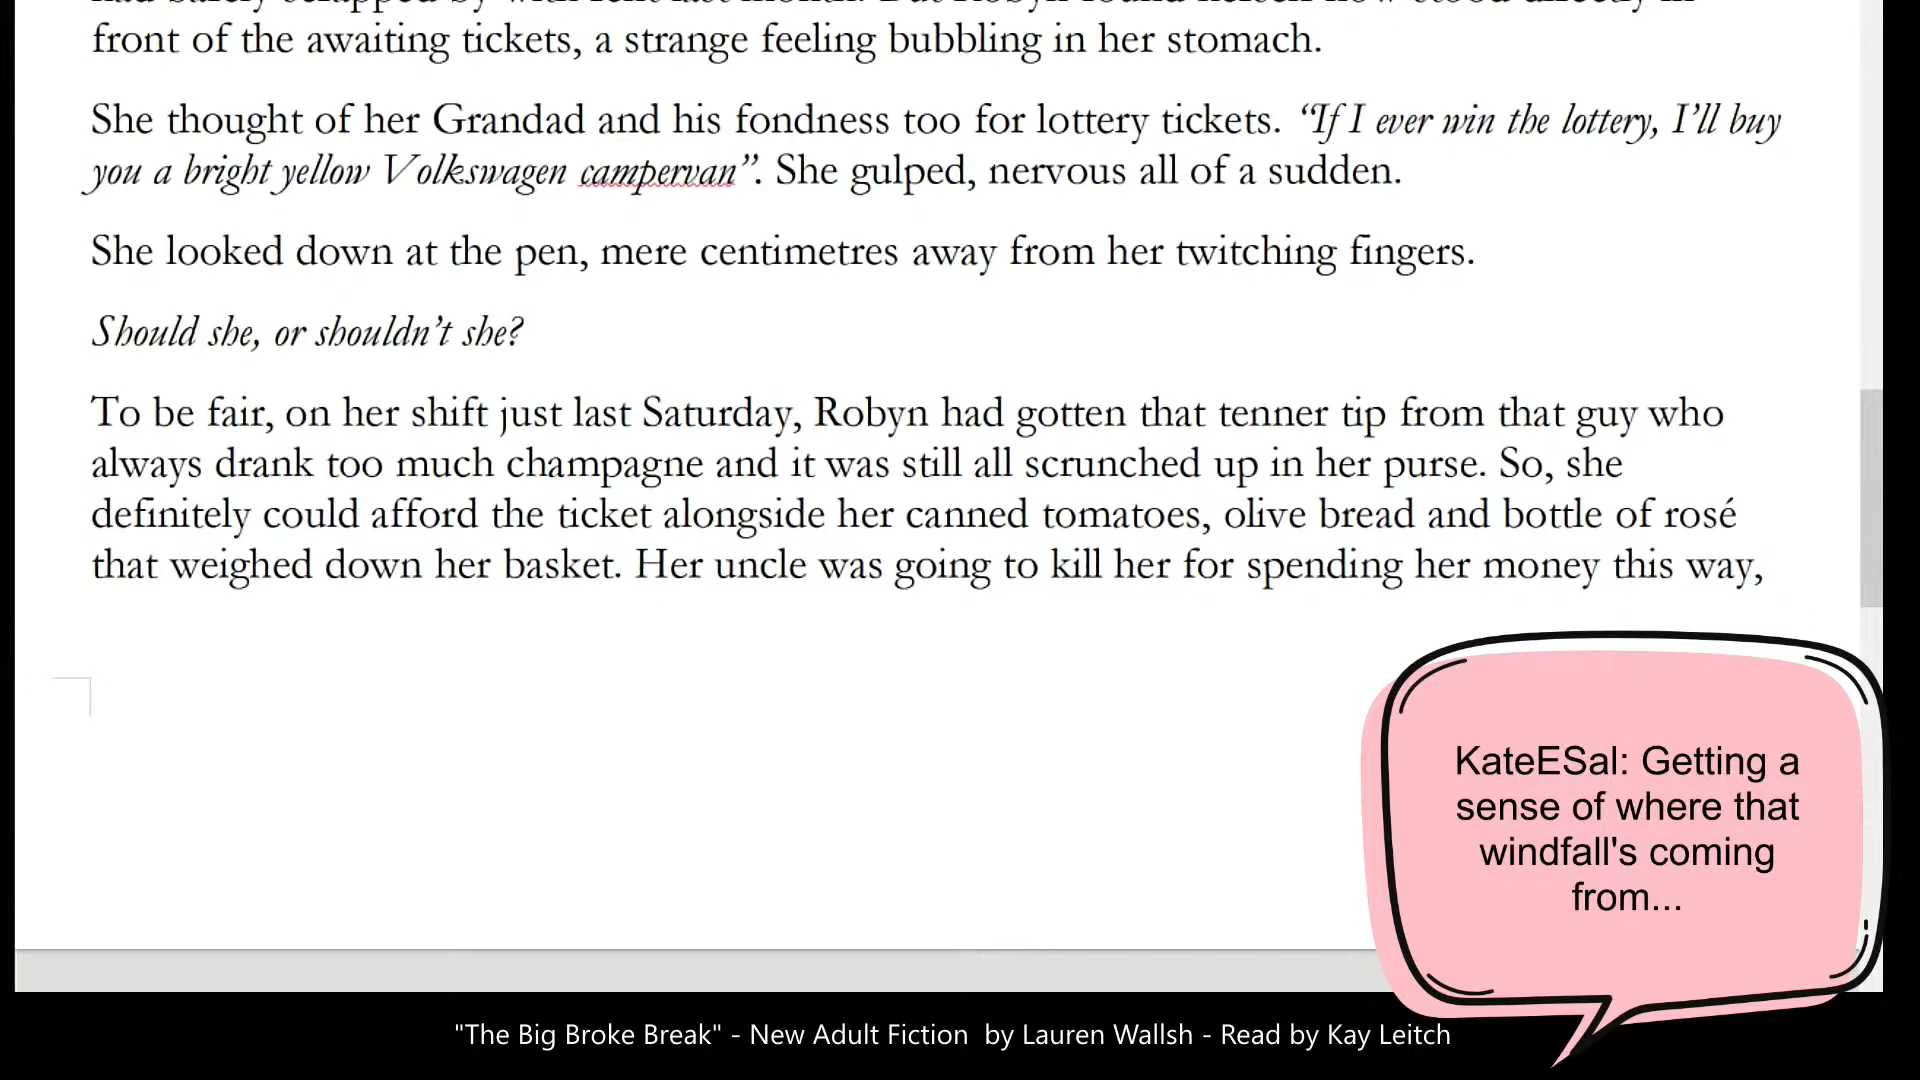 front of the awaiting tickets, a strange feeling bubbling in her stomach.
She thought of her Grandad and his fondness too for lottery tickets. “If I ever win the lottery, I’ll buy
you a bright yellow Volkswagen campervan”. She gulped, nervous all of a sudden.
She looked down at the pen, mere centimetres away from her twitching fingers.
Should she, or shouldn’t she?
To be fair, on her shift just last Saturday, Robyn had gotten that tenner tip from that guy who
always drank too much champagne and it was still all scrunched up in her purse. So, she
definitely could afford the ticket alongside her canned tomatoes, olive bread and bottle of rosé
that weighed down her basket. Her uncle was going to kill her for spending her money this way,
KateESal: Getting a
sense of where that
windfall's coming
from...
"The Big Broke Break" - New Adult Fiction  by Lauren Wallsh - Read by Kay Leitch